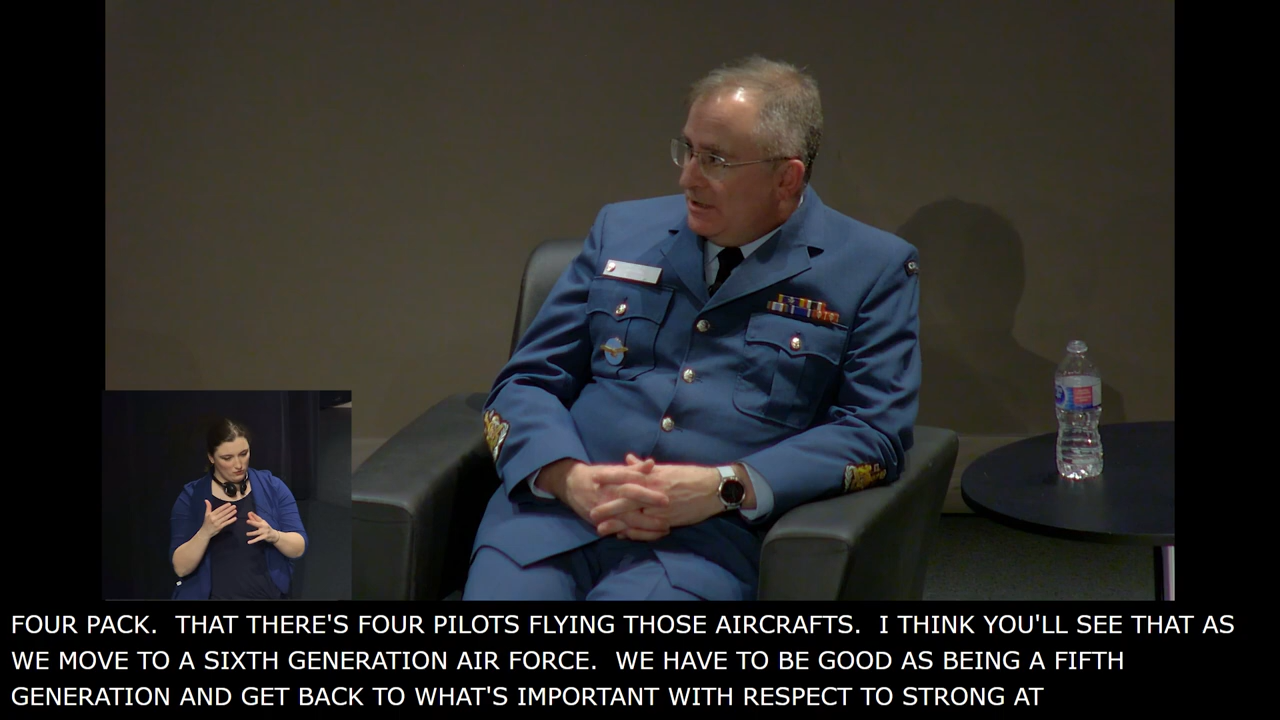 FOUR PACK.  THAT THERE'S FOUR PILOTS FLYING THOSE AIRCRAFTS.  I THINK YOU'LL SEE THAT AS
WE MOVE TO A SIXTH GENERATION AIR FORCE.  WE HAVE TO BE GOOD AS BEING A FIFTH
GENERATION AND GET BACK TO WHAT'S IMPORTANT WITH RESPECT TO STRONG AT